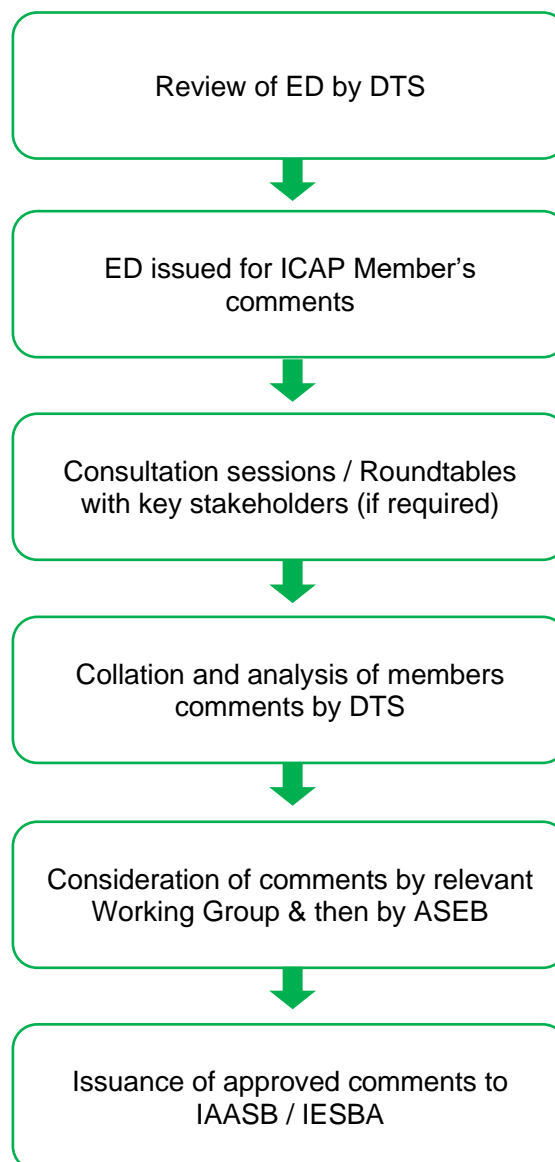 Review of ED by DTS
ED issued for ICAP Member's
comments
Consultation sessions / Roundtables
with key stakeholders (if required)
Collation and analysis of members
comments by DTS
Consideration of comments by relevant
Working Group & then by ASEB
Issuance of approved comments to
IAASB / IESBA